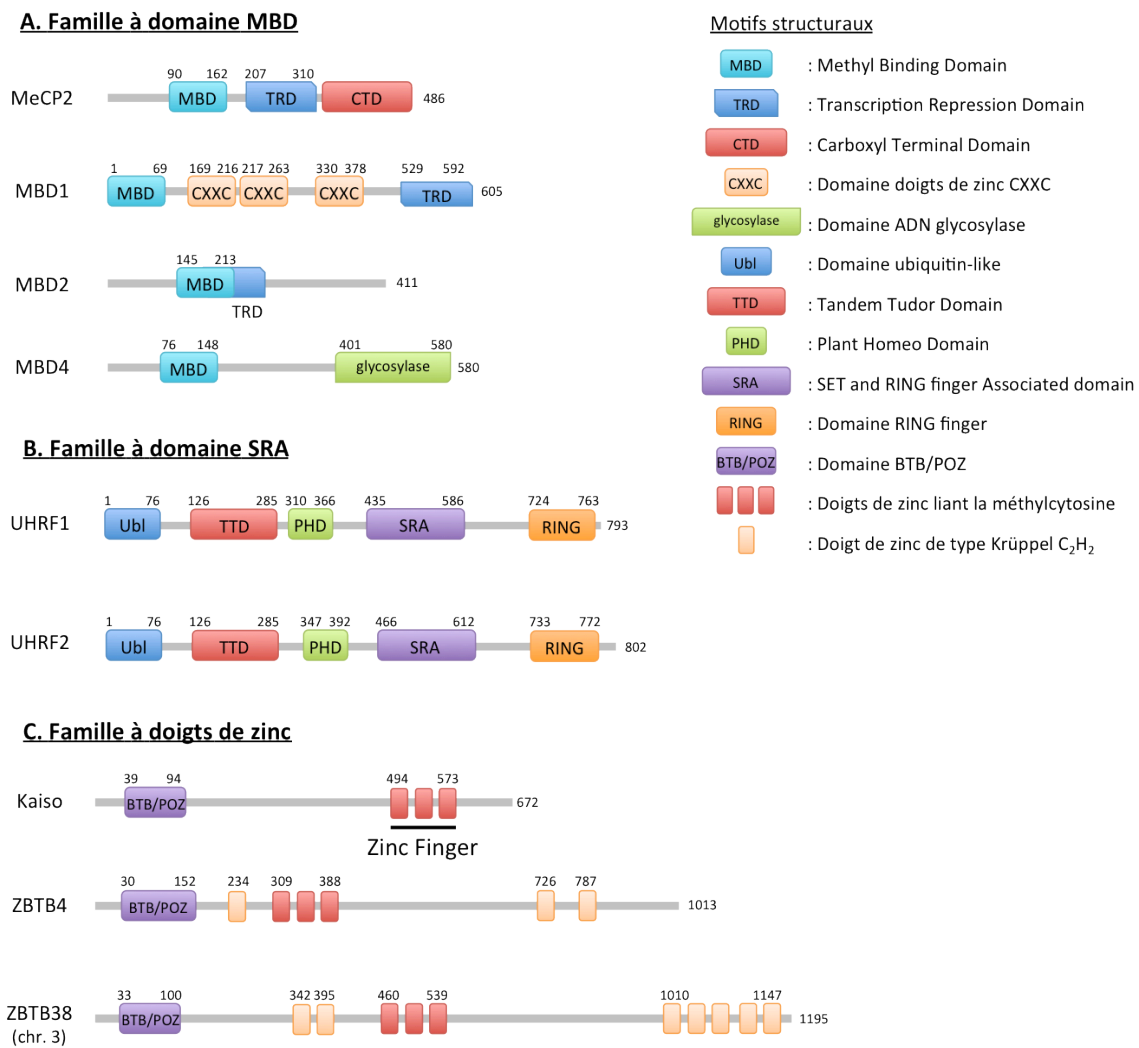 A. Famille à domaine MBD
MeCP2
90 162 207 310
MBD TRD CTD
486
MBD1
1 69 169 216 217 263 330 378 529 592
MBD CXXC CXXC CXXC TRD
605
MBD2
145 213
MBD
TRD
411
MBD4
76 148 401 580
MBD glycosylase
580
B. Famille à domaine SRA
UHRF1
1 76 126 285 310 366 435 586 724 763
Ubl TTD PHD SRA RING
793
UHRF2
1 76 126 285 347 392 466 612 733 772
Ubl TTD PHD SRA RING
802
C. Famille à doigts de zinc
Kaiso
39 94 494 573
BTB/POZ
672
Zinc Finger
ZBTB4
30 152 234 309 388 726 787
BTB/POZ
1013
ZBTB38
(chr. 3)
33 100 342 395 460 539 1010 1147
BTB/POZ
1195
Motifs structuraux
MBD : Methyl Binding Domain
TRD : Transcription Repression Domain
CTD : Carboxyl Terminal Domain
CXXC : Domaine doigts de zinc CXXC
glycosylase : Domaine ADN glycosylase
Ubl : Domaine ubiquitin-like
TTD : Tandem Tudor Domain
PHD : Plant Homeo Domain
SRA : SET and RING finger Associated domain
RING : Domaine RING finger
BTB/POZ : Domaine BTB/POZ
: Doigts de zinc liant la méthylcytosine
: Doigt de zinc de type Krüppel C₂H₂